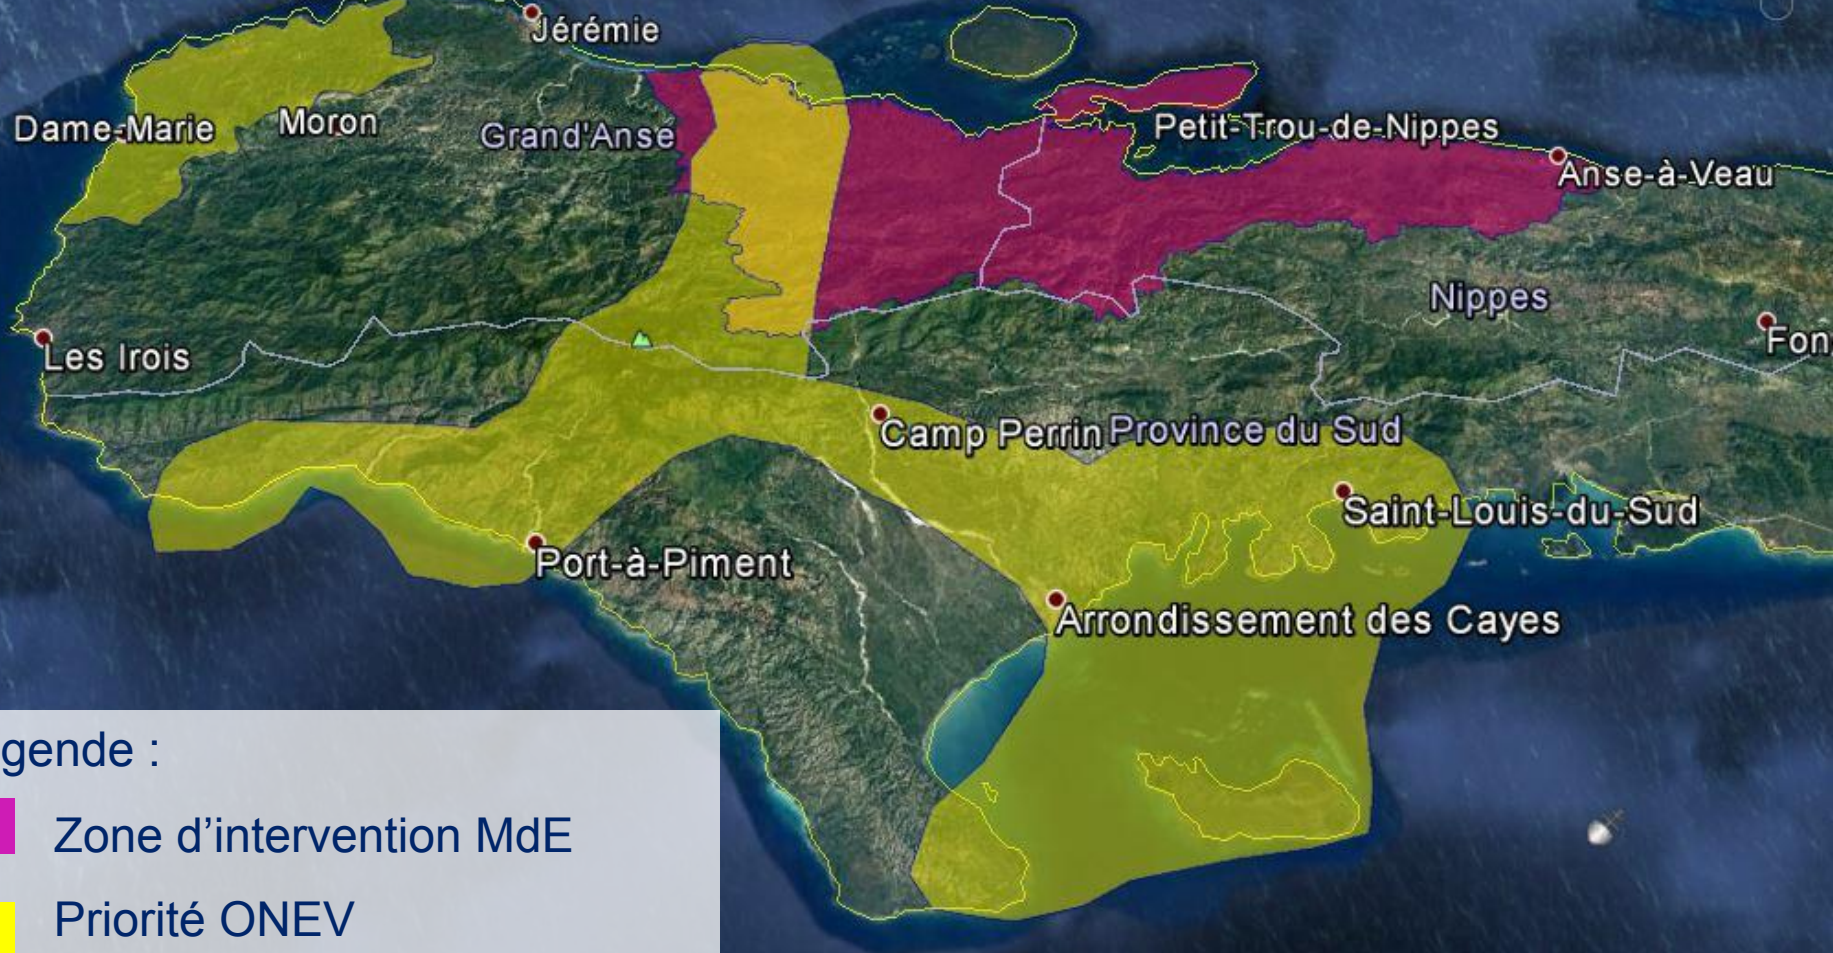 Jérémie
Dame-Marie
Moron
Grand'Anse
Petit-Trou-de-Nippes
Anse-à-Veau
Nippes
Fon
Les Irois
Camp Perrin
Province du Sud
Saint-Louis-du-Sud
Port-à-Piment
Arrondissement des Cayes
gende :
Zone d’intervention MdE
Priorité ONEV